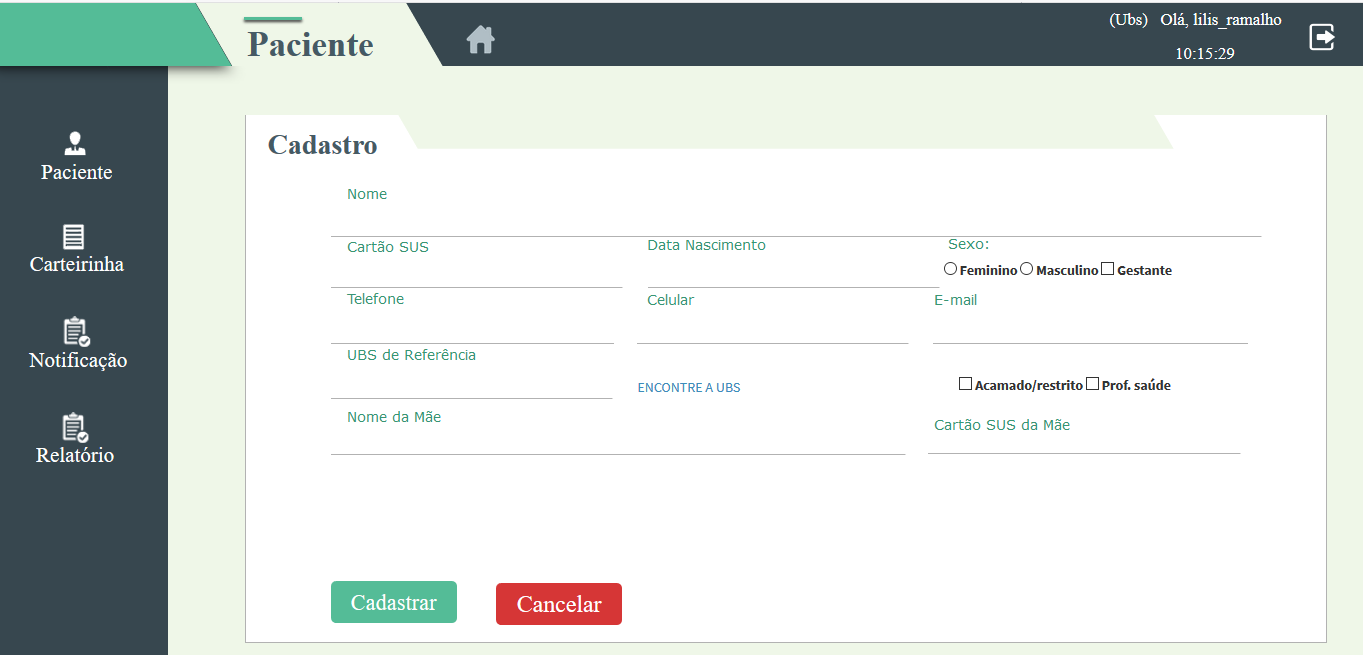 Paciente
(Ubs) Olá, lilis_ramalho
10:15:29
Paciente
Carteirinha
Notificação
Relatório
Cadastro
Nome
Cartão SUS Data Nascimento Sexo:
Feminino Masculino Gestante
Telefone Celular E-mail
UBS de Referência
ENCONTRE A UBS Acamado/restrito Prof. saúde
Nome da Mãe Cartão SUS da Mãe
Cadastrar Cancelar